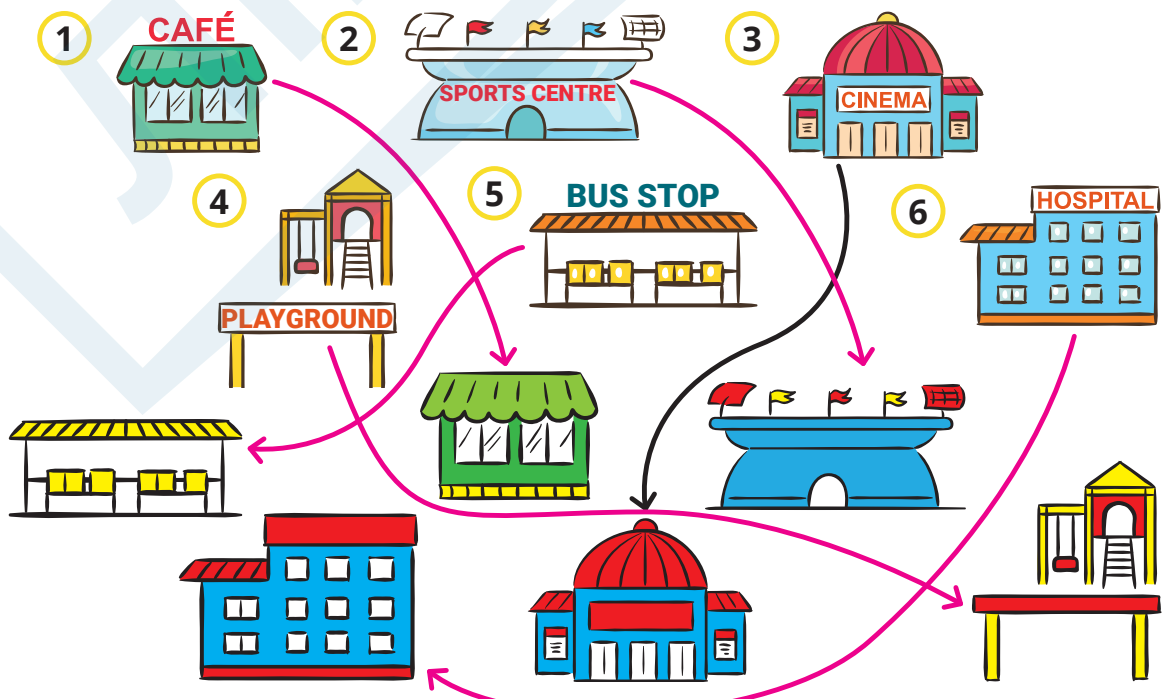 1
CAFÉ
2
SPORTS CENTRE
3
CINEMA
4
PLAYGROUND
5
BUS STOP
6
HOSPITAL